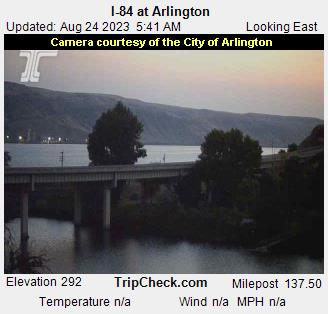 I-84 at Arlington
Updated: Aug 24 2023 5:41 AM Looking East
Camera courtesy of the City of Arlington
Elevation 292 TripCheck.com Milepost 137.50
Temperature n/a Wind n/a MPH n/a